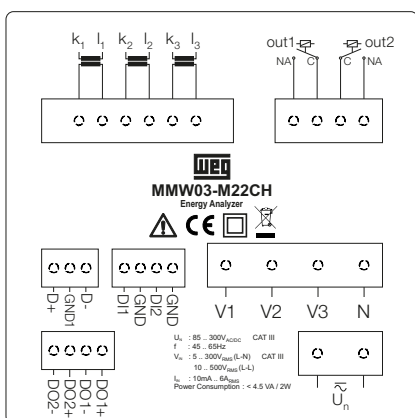 k1 l1 k2 l2 k3 l3
out1 out2
NA C C NA
WEG
MMW03-M22CH
Energy Analyzer
CE
D+ GND1 D-
DI1 GND DI2 GND
V1 V2 V3 N
DO2- DO2+ DO1- DO1+
Un : 85 .. 300VAC/DC CAT III
f : 45 .. 65Hz
Vin : 5 .. 300VRMS (L-N) CAT III
10 .. 500VRMS (L-L)
Iin : 10mA .. 6ARMS
Power Consumption : < 4.5 VA / 2W
Un